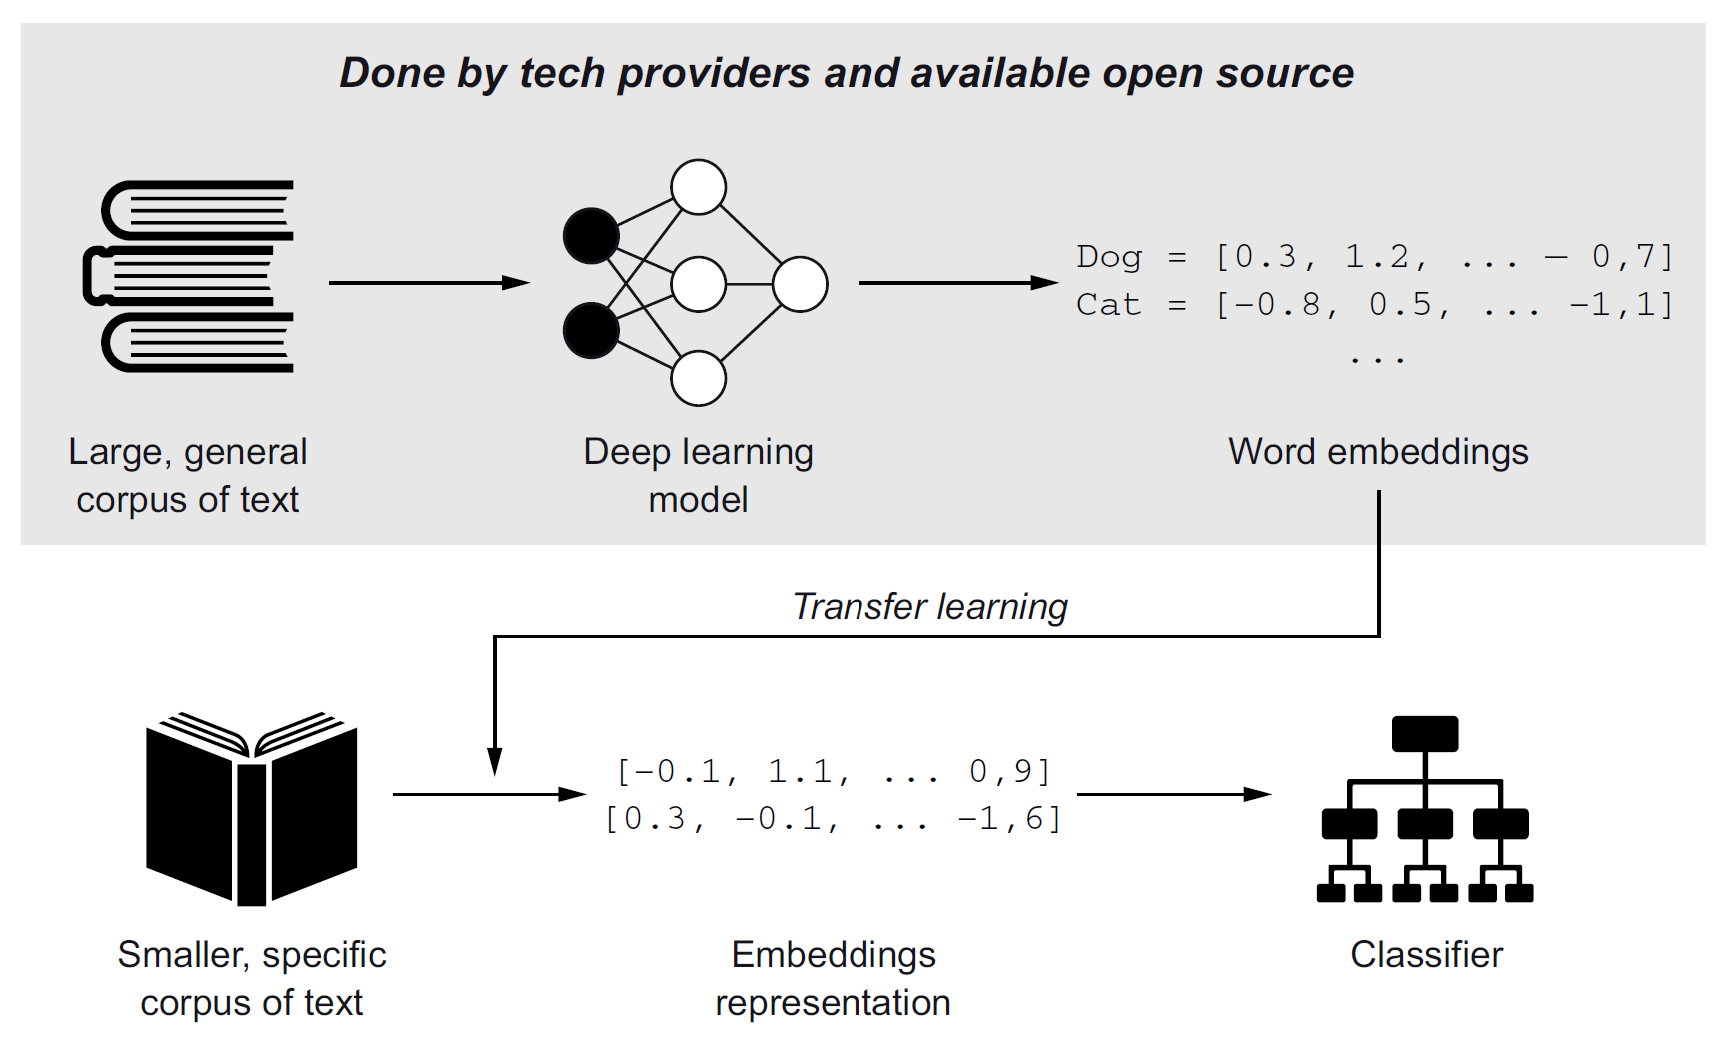 Done by tech providers and available open source
Dog = [0.3, 1.2, ... – 0,7]
Cat = [–0.8, 0.5, ... –1,1]
...
Large, general
corpus of text
Deep learning
model
Word embeddings
Transfer learning
[–0.1, 1.1, ... 0,9]
[0.3, –0.1, ... –1,6]
Smaller, specific
corpus of text
Embeddings
representation
Classifier